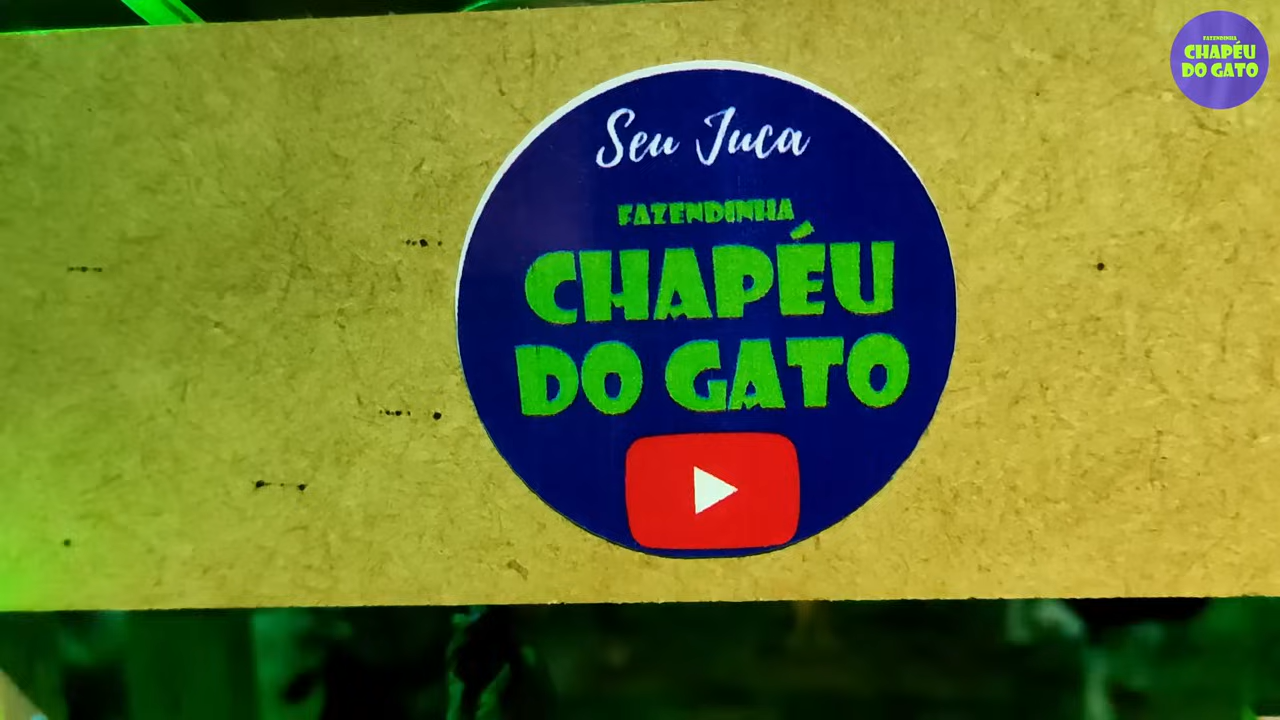 Seu Juca
FAZENDINHA
CHAPÉU
DO GATO
FAZENDINHA
CHAPÉU
DO GATO